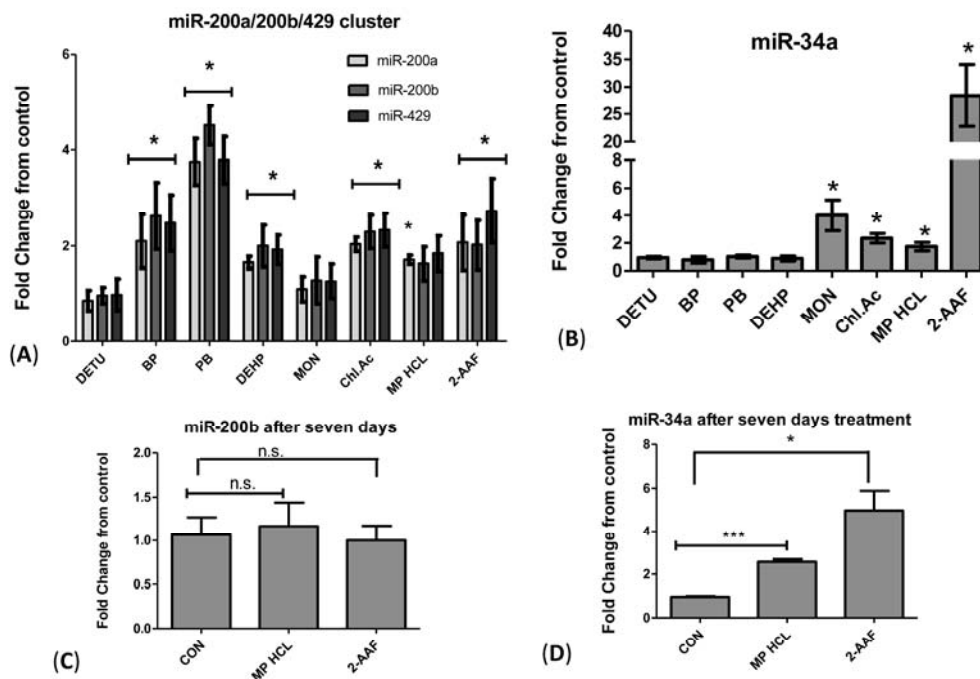 miR-200a/200b/429 cluster
Fold Change from control
6
4
2
0
miR-200a
miR-200b
miR-429
*
*
*
*
*
*
DETU
BP
PB
DEHP
MON
Chl.Ac
MP HCL
2-AAF
(A)
miR-34a
Fold Change from control
40
35
30
25
20
8
6
4
2
0
*
*
*
*
DETU
BP
PB
DEHP
MON
Chl.Ac
MP HCL
2-AAF
(B)
miR-200b after seven days
Fold Change from control
2.0
1.5
1.0
0.5
0.0
n.s.
n.s.
CON
MP HCL
2-AAF
(C)
miR-34a after seven days treatment
Fold Change from control
8
6
4
2
0
*
***
CON
MP HCL
2-AAF
(D)